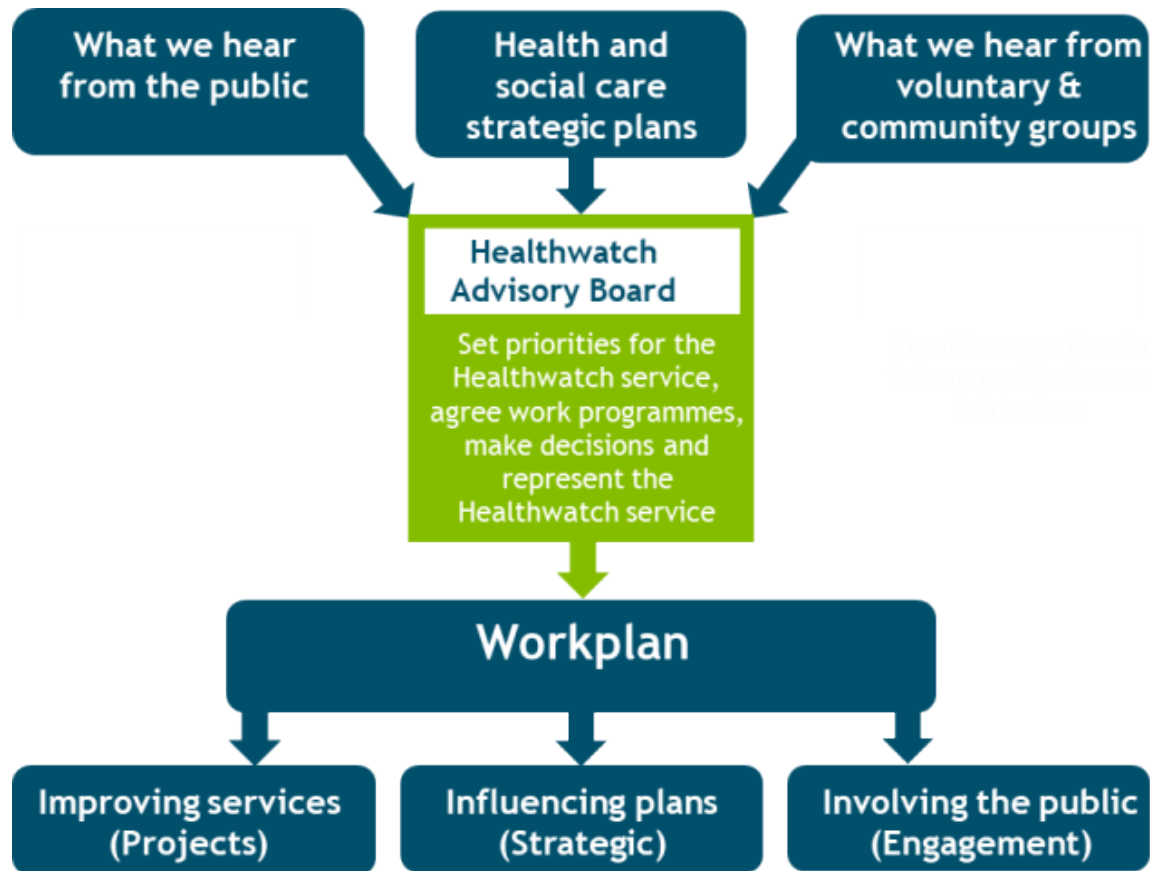 What we hear
from the public
Health and
social care
strategic plans
What we hear from
voluntary &
community groups
Healthwatch
Advisory Board
Set priorities for the
Healthwatch service,
agree work programmes,
make decisions and
represent the
Healthwatch service
Workplan
Improving services
(Projects)
Influencing plans
(Strategic)
Involving the public
(Engagement)